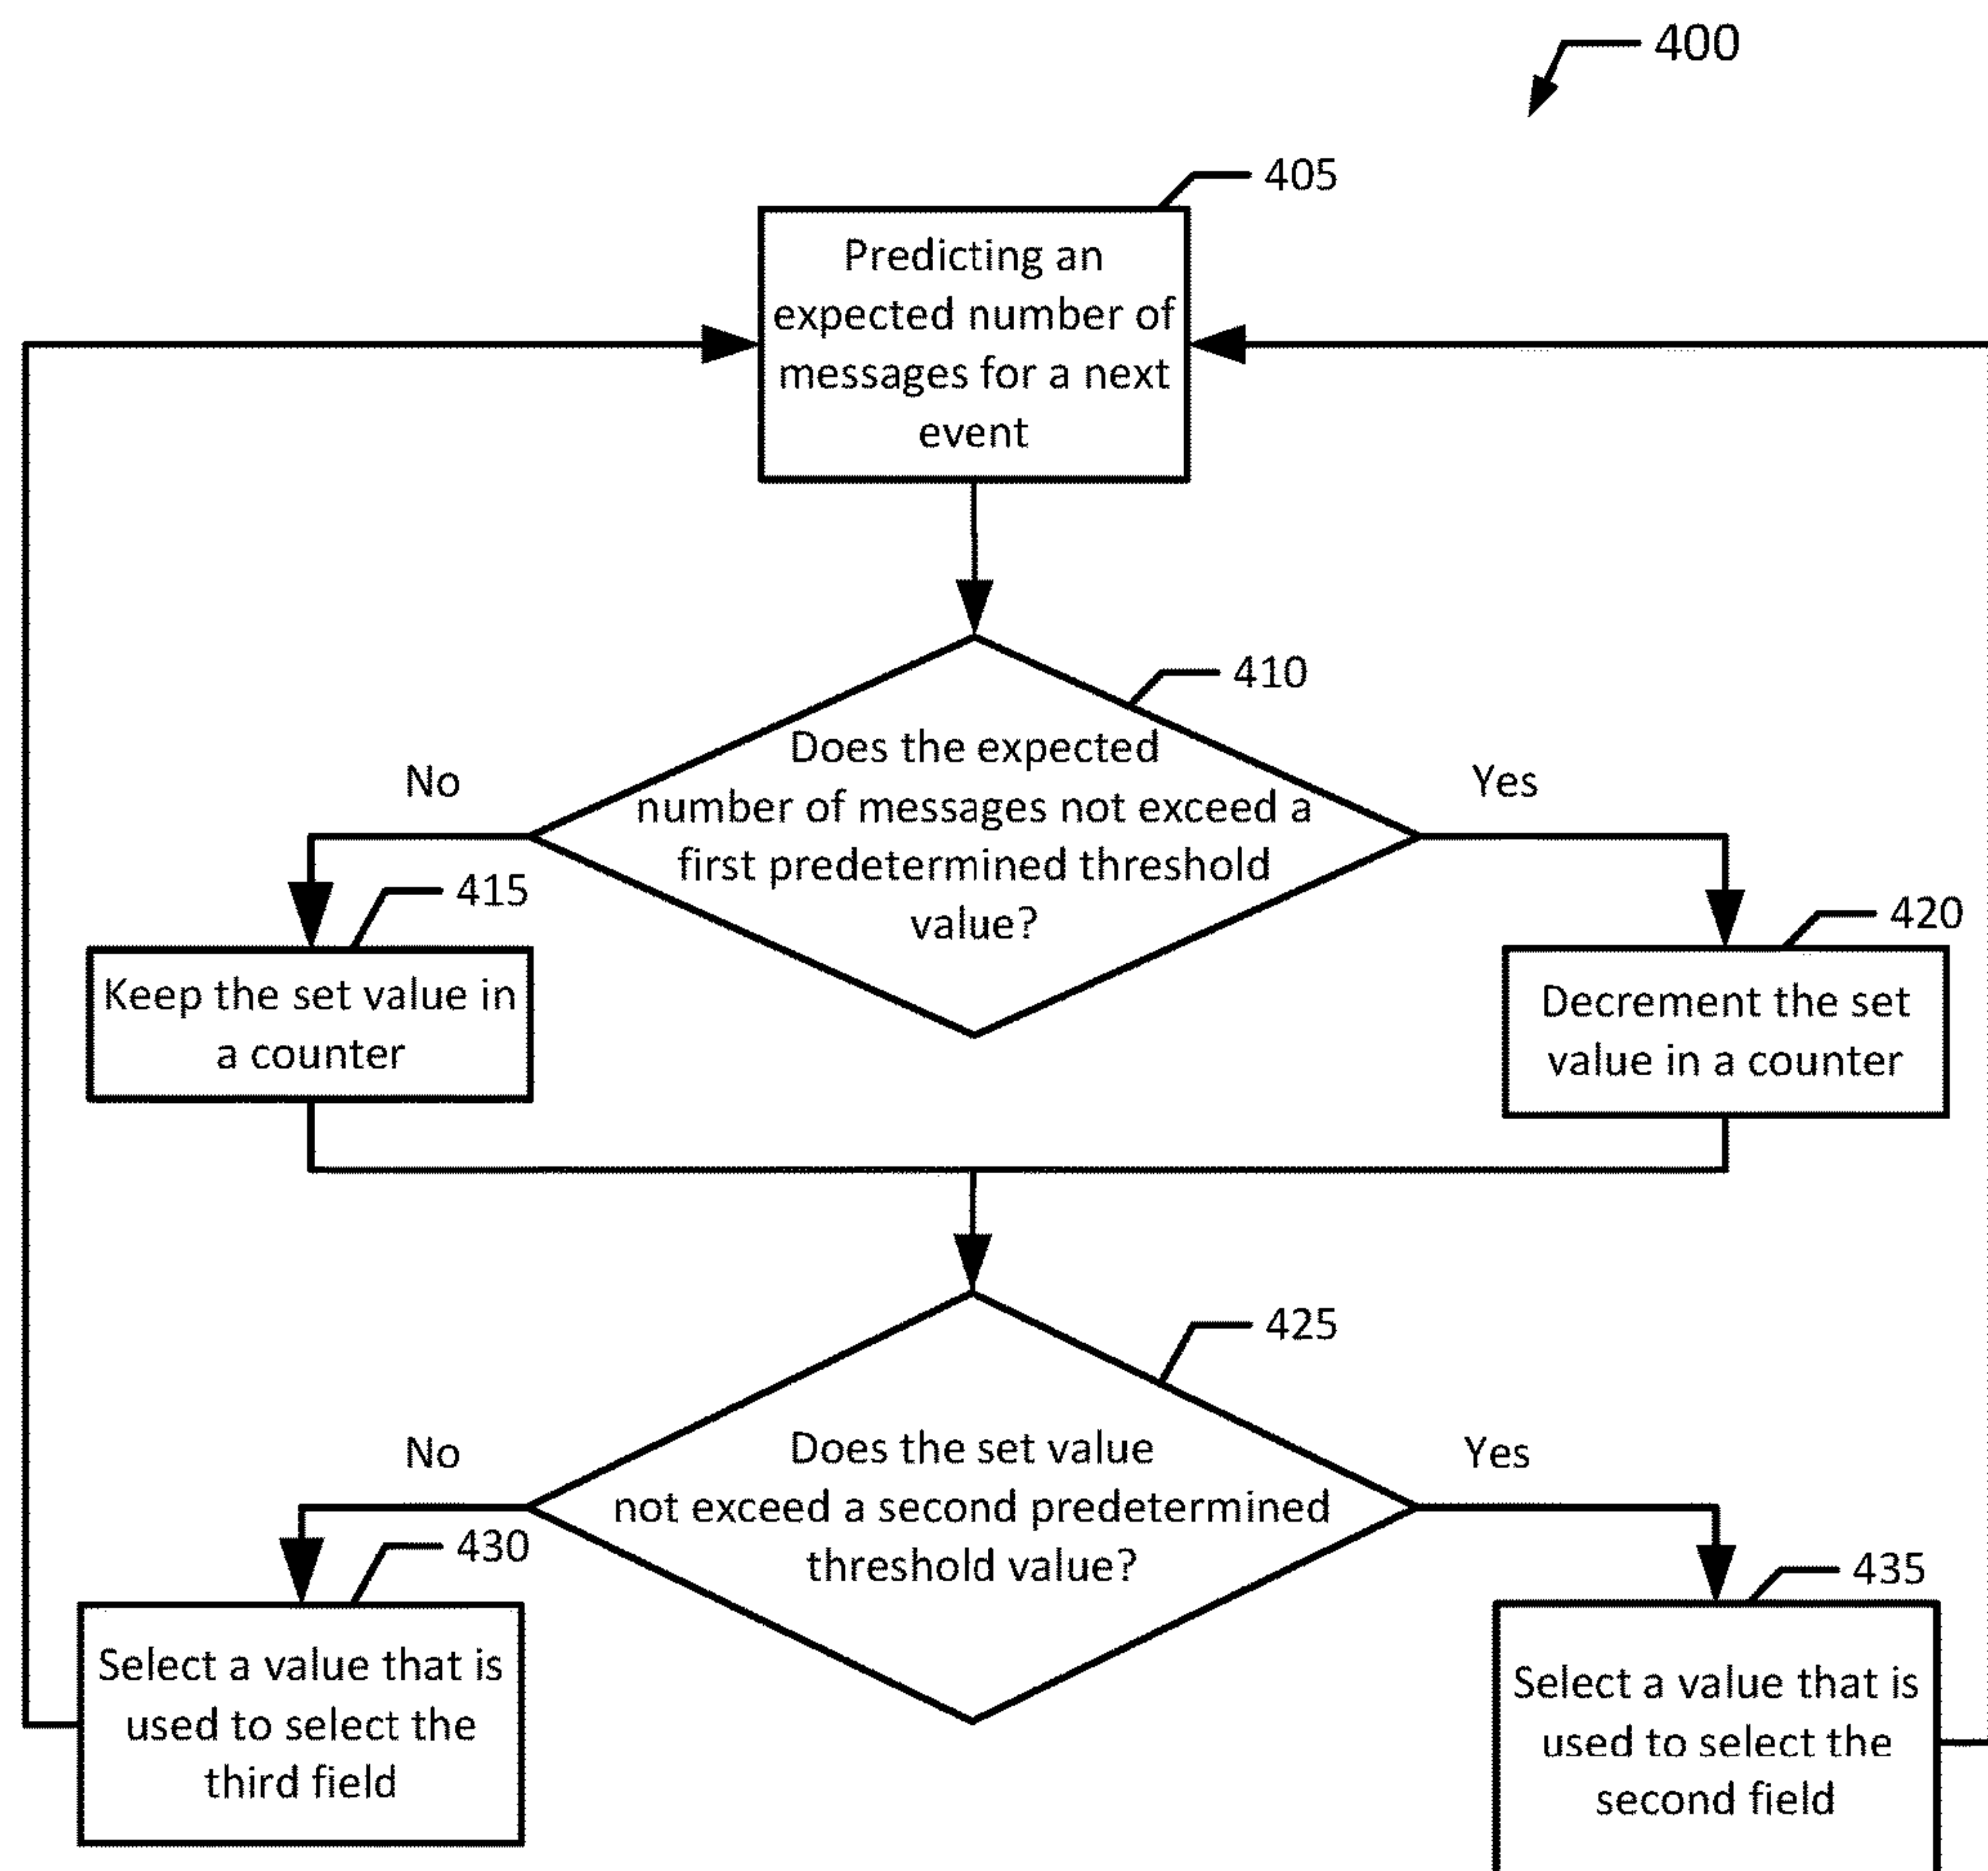 400
405
Predicting an
expected number of
messages for a next
event
410
Does the expected
number of messages not exceed a
first predetermined threshold
value?
No
Yes
415
Keep the set value in
a counter
420
Decrement the set
value in a counter
425
Does the set value
not exceed a second predetermined
threshold value?
No
Yes
430
Select a value that is
used to select the
third field
435
Select a value that is
used to select the
second field